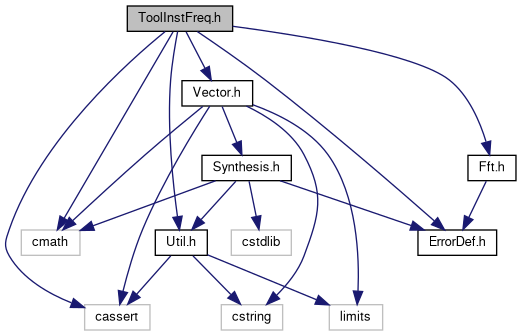 ToolInstFreq.h
Vector.h
Synthesis.h
Fft.h
cmath
Util.h
cstdlib
ErrorDef.h
cassert
cstring
limits